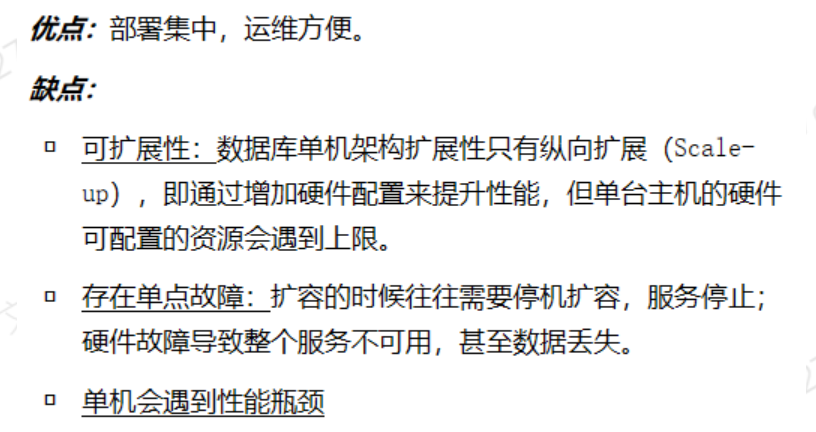 优点：部署集中，运维方便。
缺点：
▫ 可扩展性：数据库单机架构扩展性只有纵向扩展（Scale-
up），即通过增加硬件配置来提升性能，但单台主机的硬件
可配置的资源会遇到上限。
▫ 存在单点故障：扩容的时候往往需要停机扩容，服务停止；
硬件故障导致整个服务不可用，甚至数据丢失。
▫ 单机会遇到性能瓶颈